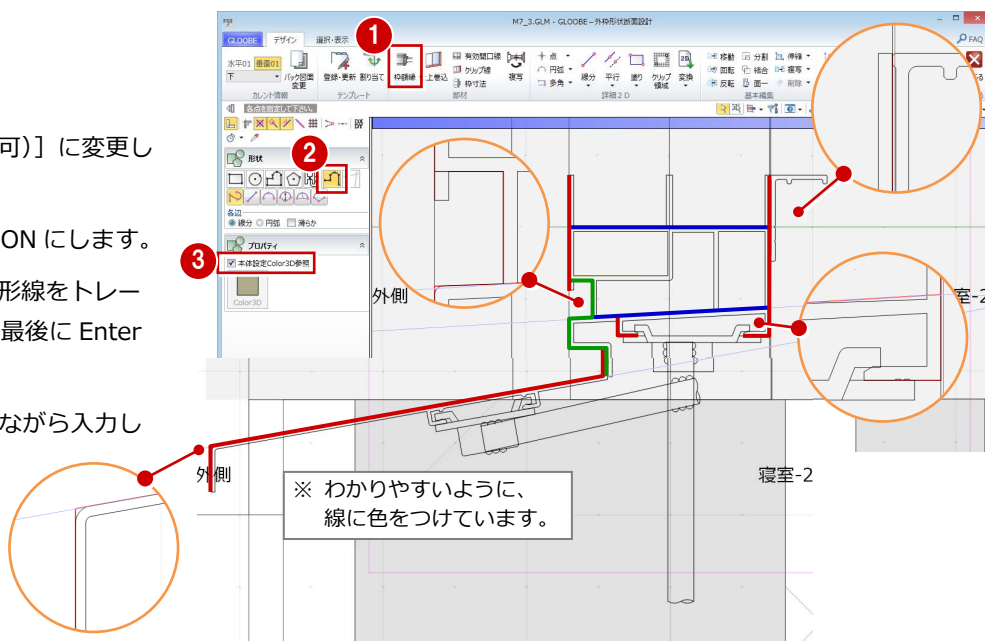 可)］に変更し
ON にします。
形線をトレー
最後に Enter
ながら入力し
M7_3.GLM - GLOOBE－外枠形状断面設計
GLOOBE デザイン 選択・表示
FAQ
1
水平01 垂直01
下
バック図面
変更
登録・更新 割り当て
枠額縁 上巻込
有効開口線
クリップ線
枠寸法
複写
点
円弧
多角
線分 平行 塗り クリップ
領域
変換
移動 分割 伸縮
回転 結合 複写
反転 面一 削除
カレント情報 テンプレート 部材 詳細２Ｄ 基本編集
各点を指定して下さい。
形状
2
各辺
線分 円弧 滑らか
プロパティ
3
本体設定Color3D参照
Color3D
外側
室-2
外側
寝室-2
※ わかりやすいように、
線に色をつけています。